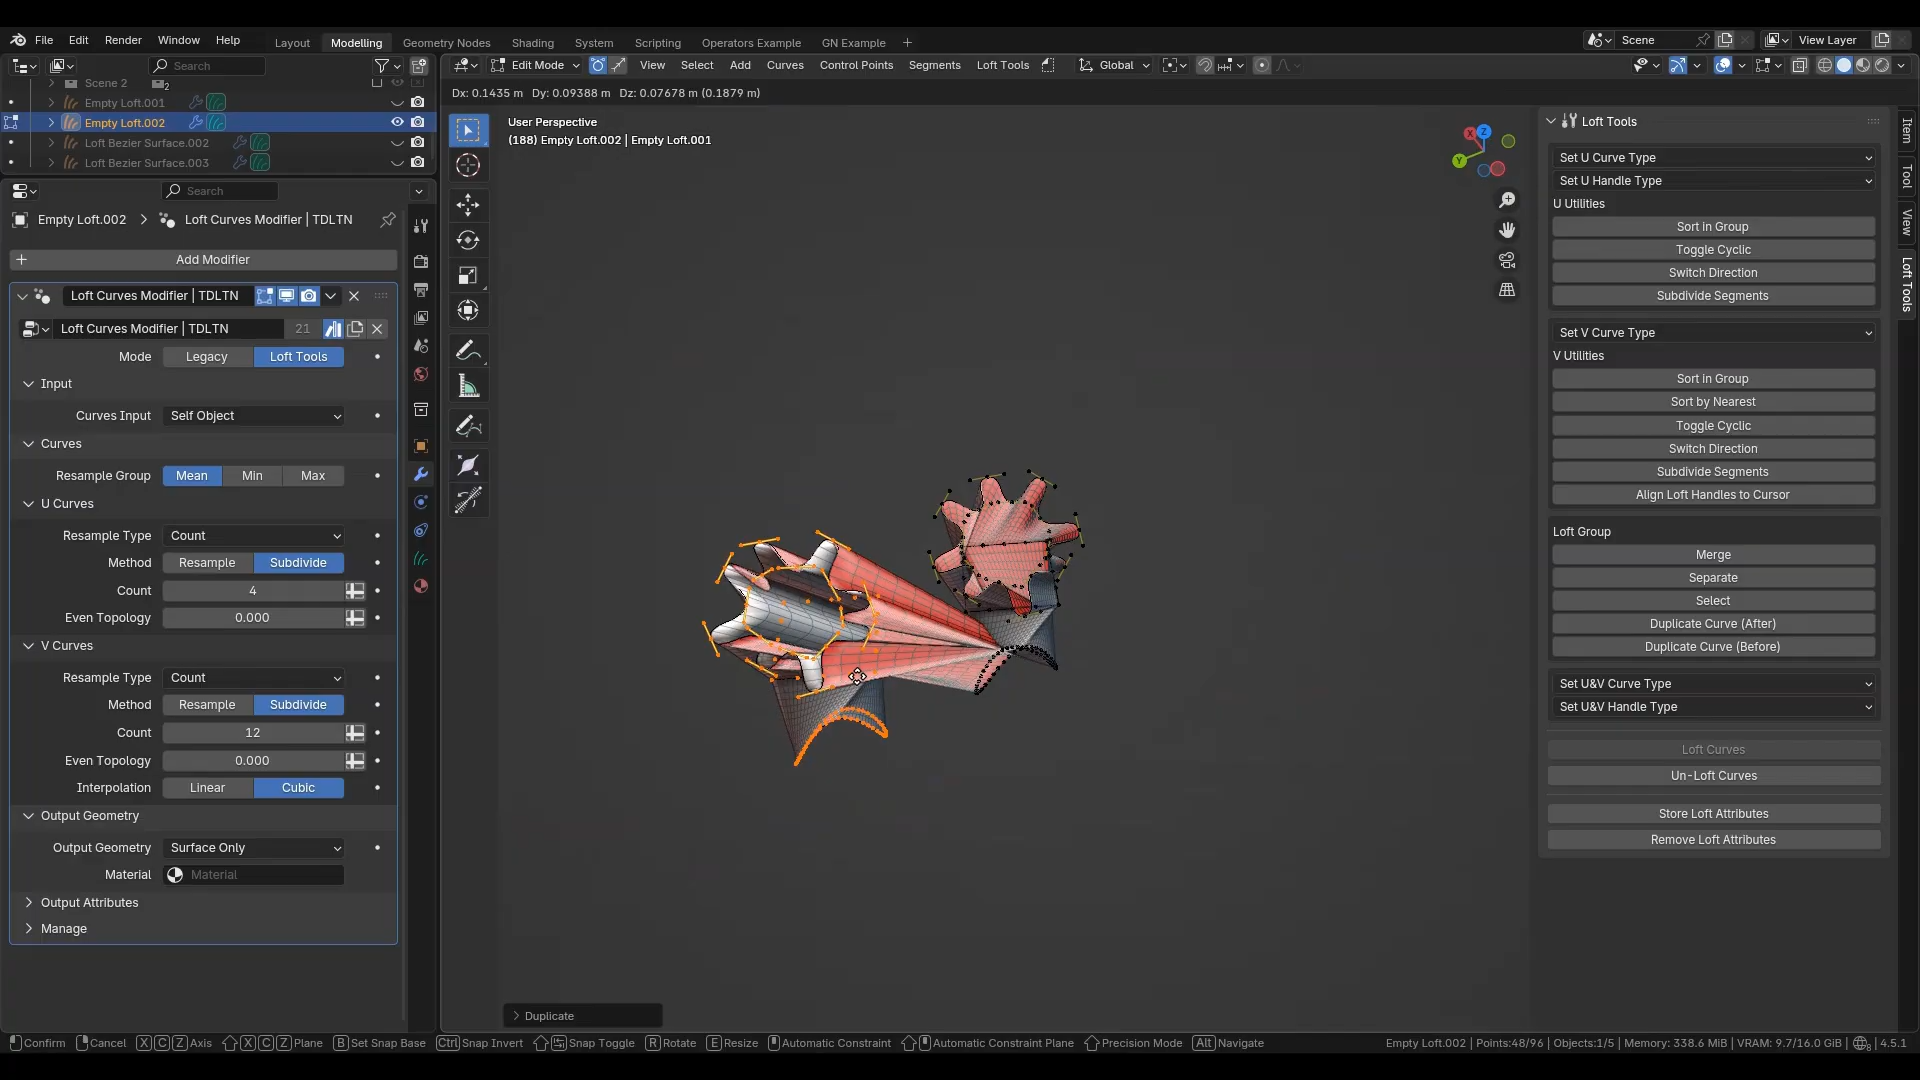 File Edit Render Window Help Layout Modelling Geometry Nodes Shading System Scripting Operators Example GN Example + Scene View Layer
Search
Edit Mode View Select Add Curves Control Points Segments Loft Tools Global
Scene 2 2
Empty Loft.001
Empty Loft.002
Loft Bezier Surface.002
Loft Bezier Surface.003
Dx: 0.1435 m Dy: 0.09388 m Dz: 0.07678 m (0.1879 m)
User Perspective
(188) Empty Loft.002 | Empty Loft.001
Z
X
Y
Search
Empty Loft.002 > Loft Curves Modifier | TDLTN
+ Add Modifier
Loft Curves Modifier | TDLTN
Loft Curves Modifier | TDLTN 21
Mode Legacy Loft Tools
Input
Curves Input Self Object
Curves
Resample Group Mean Min Max
U Curves
Resample Type Count
Method Resample Subdivide
Count 4
Even Topology 0.000
V Curves
Resample Type Count
Method Resample Subdivide
Count 12
Even Topology 0.000
Interpolation Linear Cubic
Output Geometry
Output Geometry Surface Only
Material Material
Output Attributes
Manage
Loft Tools
Set U Curve Type
Set U Handle Type
U Utilities
Sort in Group
Toggle Cyclic
Switch Direction
Subdivide Segments
Set V Curve Type
V Utilities
Sort in Group
Sort by Nearest
Toggle Cyclic
Switch Direction
Subdivide Segments
Align Loft Handles to Cursor
Loft Group
Merge
Separate
Select
Duplicate Curve (After)
Duplicate Curve (Before)
Set U&V Curve Type
Set U&V Handle Type
Loft Curves
Un-Loft Curves
Store Loft Attributes
Remove Loft Attributes
Item
Tool
View
Loft Tools
> Duplicate
Confirm Cancel X C Z Axis X C Z Plane B Set Snap Base Ctrl Snap Invert Snap Toggle R Rotate E Resize Automatic Constraint Automatic Constraint Plane Precision Mode Alt Navigate Empty Loft.002 | Points:48/96 | Objects:1/5 | Memory: 338.6 MiB | VRAM: 9.7/16.0 GiB | 8 | 4.5.1